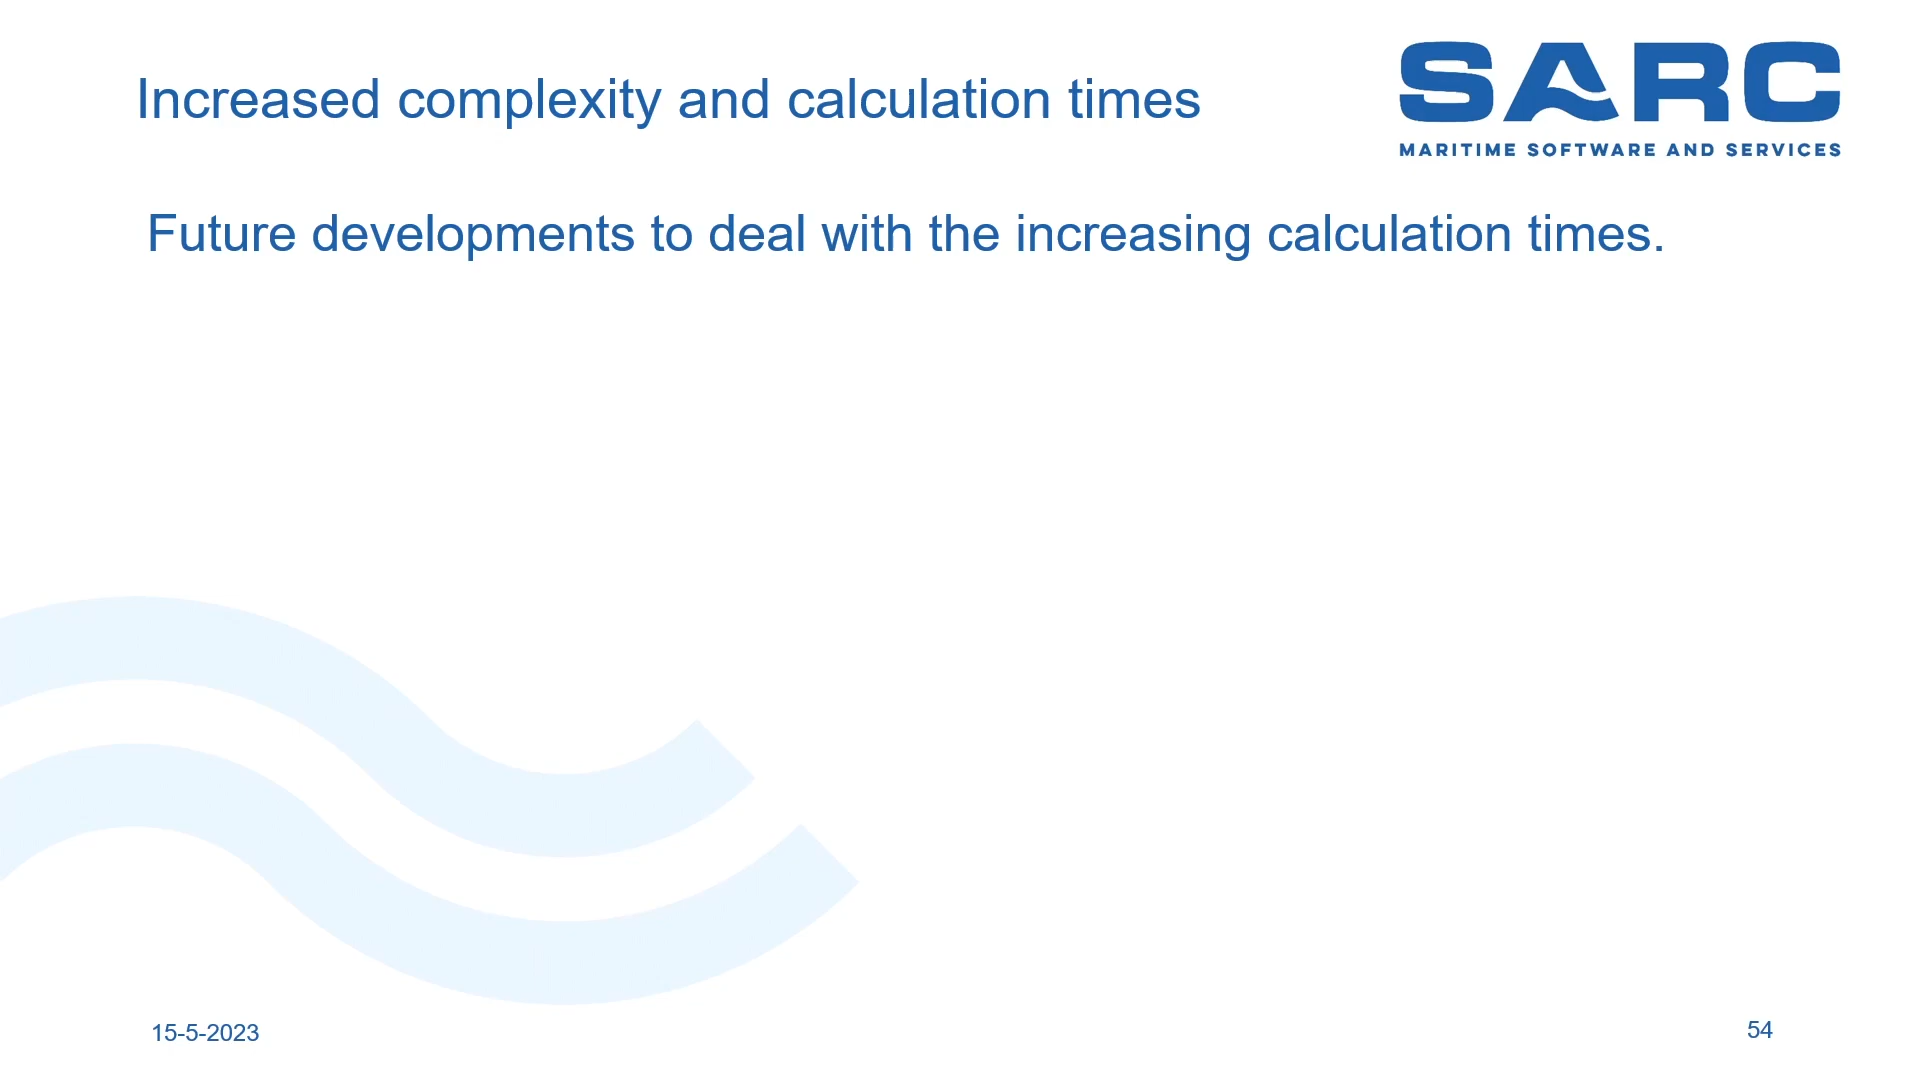 Increased complexity and calculation times
SARC
MARITIME SOFTWARE AND SERVICES
Future developments to deal with the increasing calculation times.
15-5-2023
54